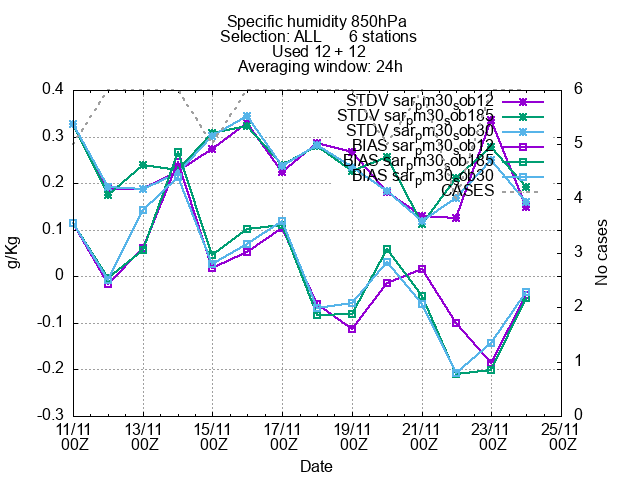 Specific humidity 850hPa
Selection: ALL 6 stations
Used 12 + 12
Averaging window: 24h
STDV sar_pm30_sob12
STDV sar_pm30_sob185
STDV sar_pm30_sob30
BIAS sar_pm30_sob12
BIAS sar_pm30_sob185
BIAS sar_pm30_sob30
CASES
0.4
0.3
0.2
0.1
0
-0.1
-0.2
-0.3
g/Kg
6
5
4
3
2
1
0
No cases
11/11 13/11 15/11 17/11 19/11 21/11 23/11 25/11
00Z 00Z 00Z 00Z 00Z 00Z 00Z 00Z
Date